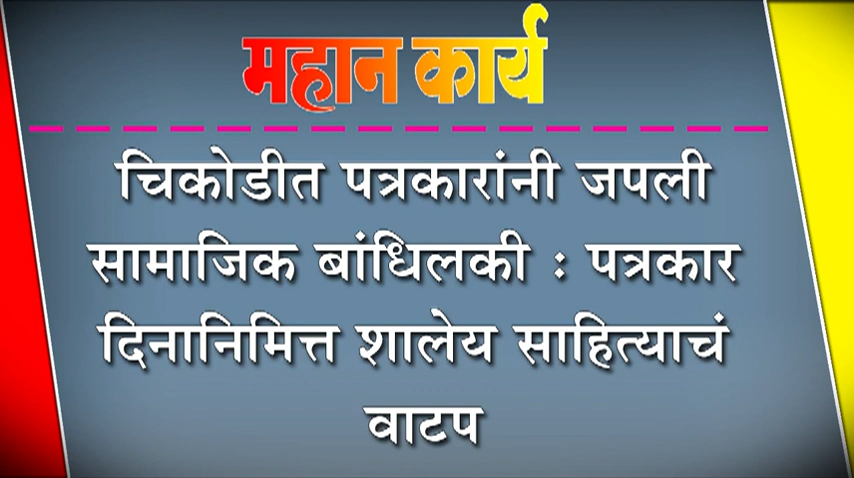 महान कार्य
चिकोडीत पत्रकारांनी जपली
सामाजिक बांधिलकी : पत्रकार
दिनानिमित्त शालेय साहित्याचं
वाटप